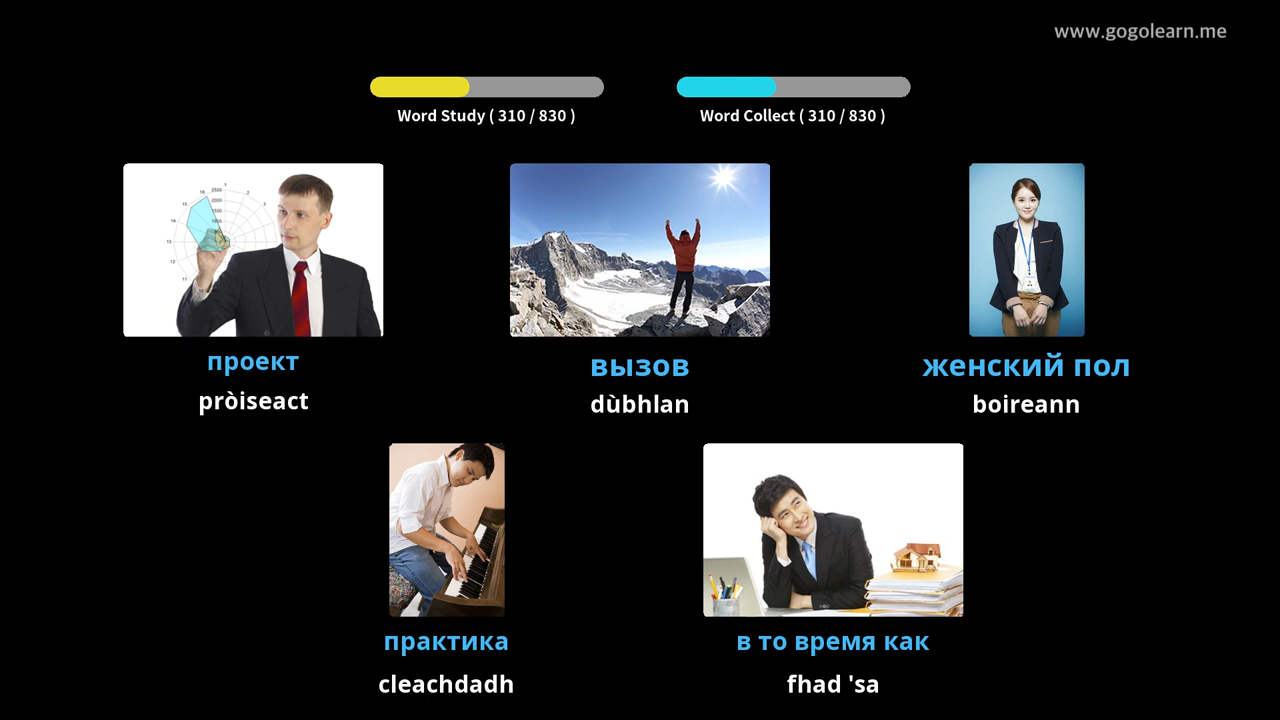 www.gogolearn.me
Word Study ( 310 / 830 )
Word Collect ( 310 / 830 )
проект
pròiseact
вызов
dùbhlan
женский пол
boireann
практика
cleachdadh
в то время как
fhad 'sa